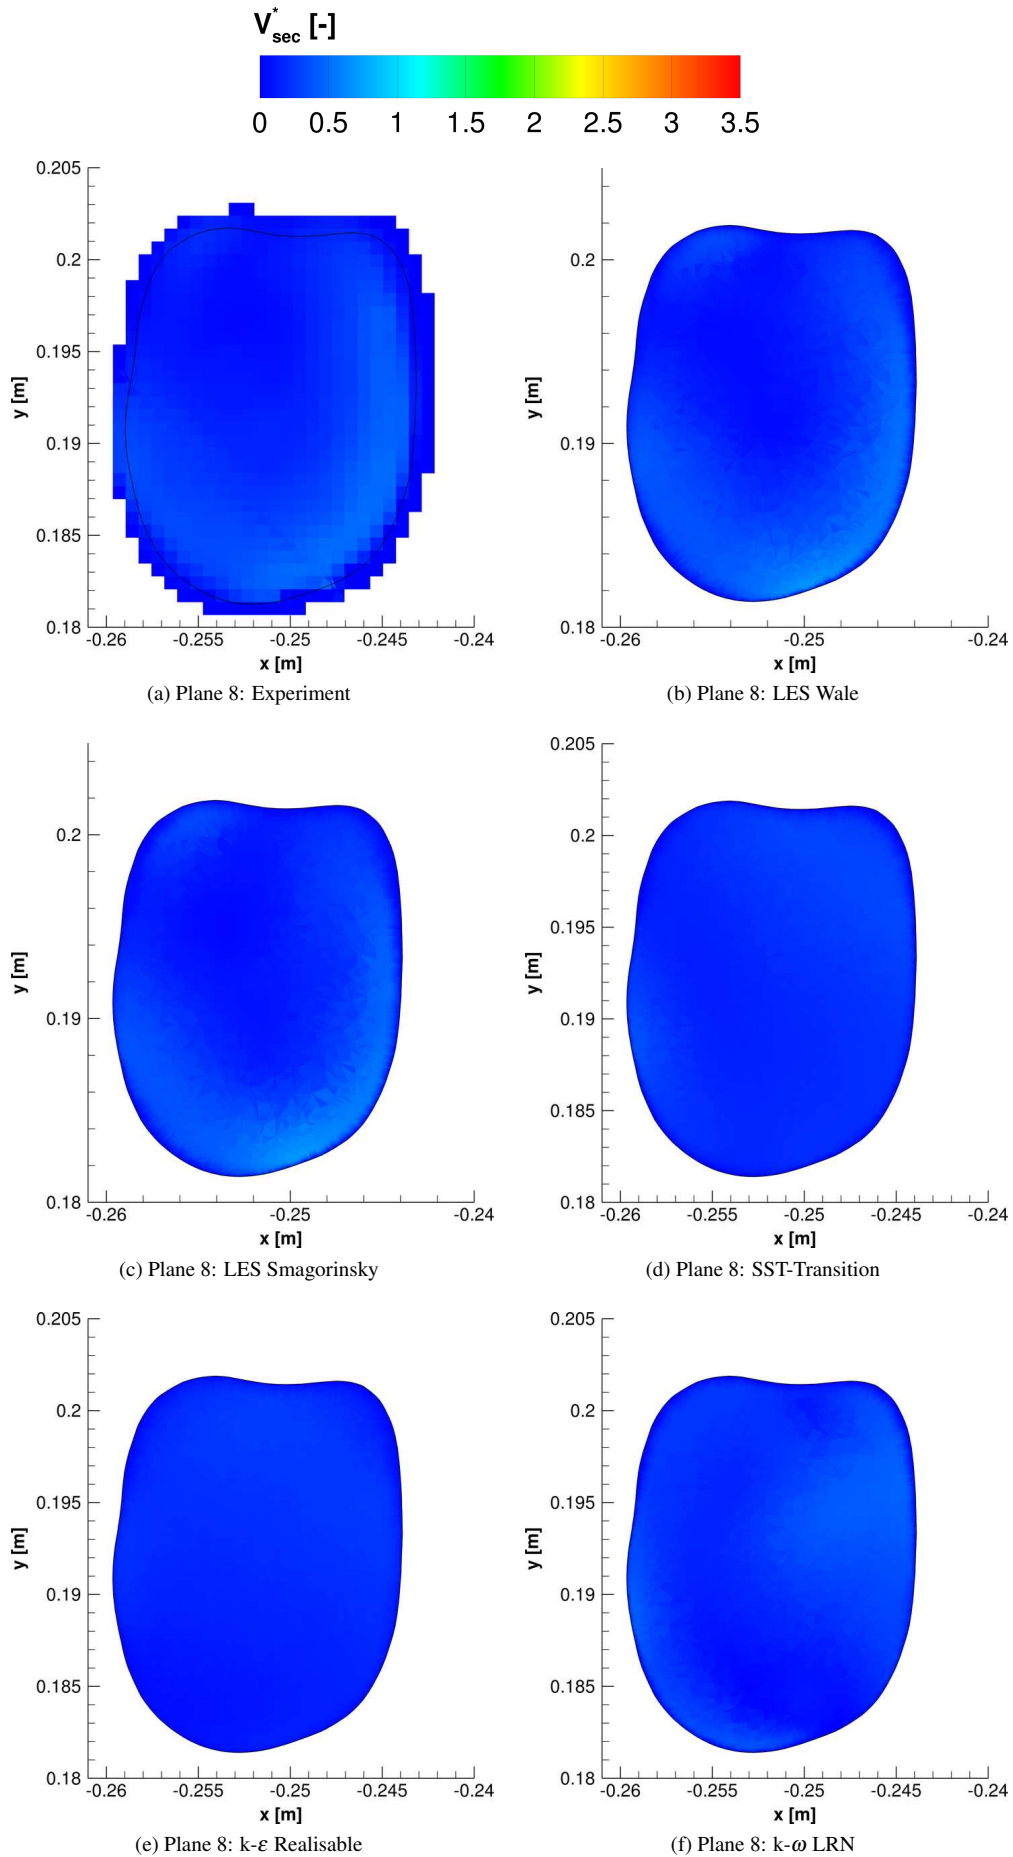 V*sec [-]
0 0.5 1 1.5 2 2.5 3 3.5
0.205
0.2
0.195
0.19
0.185
0.18
y [m]
-0.26 -0.255 -0.25 -0.245 -0.24
x [m]
(a) Plane 8: Experiment
0.2
0.19
0.18
y [m]
-0.26 -0.25 -0.24
x [m]
(b) Plane 8: LES Wale
0.2
0.19
0.18
y [m]
-0.26 -0.25 -0.24
x [m]
(c) Plane 8: LES Smagorinsky
0.205
0.2
0.195
0.19
0.185
0.18
y [m]
-0.26 -0.255 -0.25 -0.245 -0.24
x [m]
(d) Plane 8: SST-Transition
0.205
0.2
0.195
0.19
0.185
0.18
y [m]
-0.26 -0.255 -0.25 -0.245 -0.24
x [m]
(e) Plane 8: k-ε Realisable
0.205
0.2
0.195
0.19
0.185
0.18
y [m]
-0.26 -0.255 -0.25 -0.245 -0.24
x [m]
(f) Plane 8: k-ω LRN